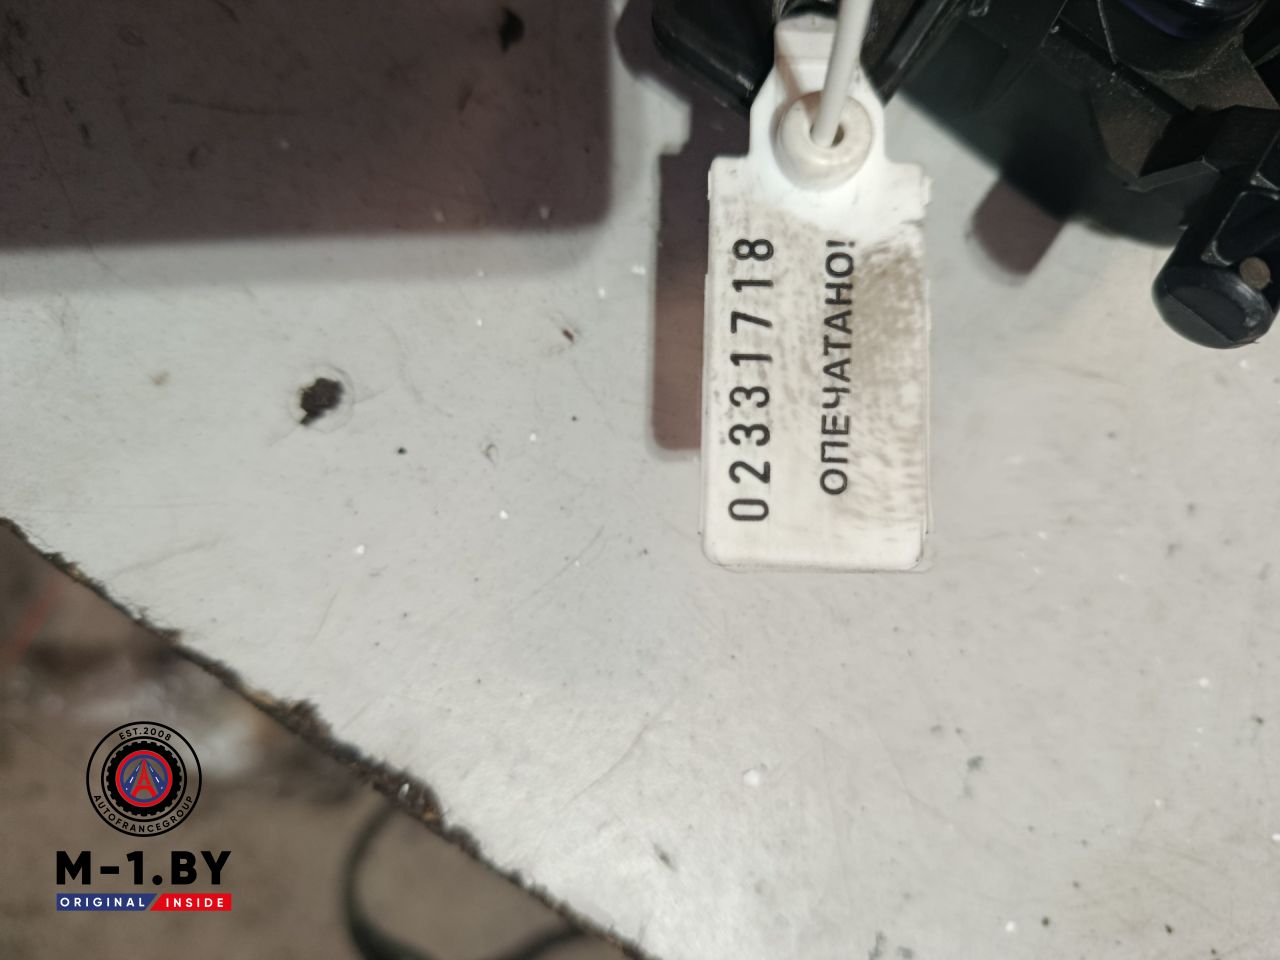 02331718
ОПЕЧАТАНО!
EST.2008
AUTOFRANCEGROUP
M-1.BY
ORIGINAL INSIDE